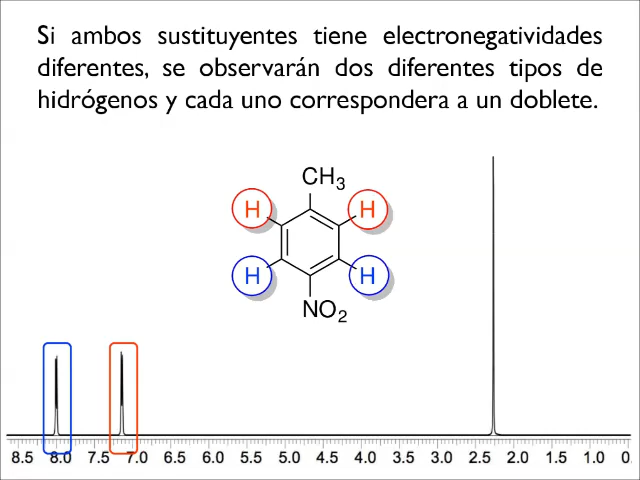 Si ambos sustituyentes tiene electronegatividades
diferentes, se observarán dos diferentes tipos de
hidrógenos y cada uno correspondera a un doblete.
CH3
H H
H H
NO2
8.5 8.0 7.5 7.0 6.5 6.0 5.5 5.0 4.5 4.0 3.5 3.0 2.5 2.0 1.5 1.0 0.